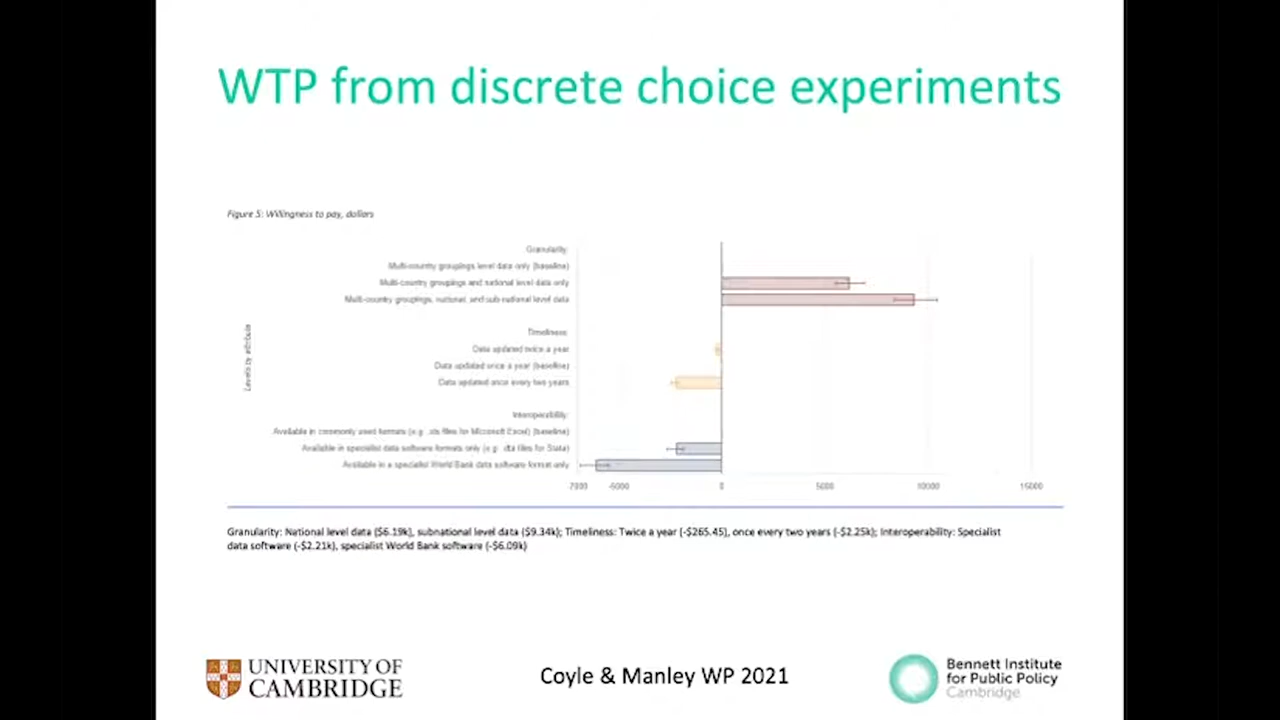 WTP from discrete choice experiments
Figure 5: Willingness to pay, dollars
Levels by attribute
Granularity:
Multi-country groupings level data only (baseline)
Multi-country groupings and national level data only
Multi-country groupings, national, and sub-national level data
Timeliness:
Data updated twice a year
Data updated once a year (baseline)
Data updated once every two years
Interoperability:
Available in commonly used formats (e.g. .xls files for Microsoft Excel) (baseline)
Available in specialist data software formats only (e.g. .dta files for Stata)
Available in a specialist World Bank data software format only
-5000 0 5000 10000 15000
Granularity: National level data ($6.19k), subnational level data ($9.34k); Timeliness: Twice a year (-$265.45), once every two years (-$2.25k); Interoperability: Specialist
data software (-$2.21k), specialist World Bank software (-$6.09k)
UNIVERSITY OF
CAMBRIDGE
Coyle & Manley WP 2021
Bennett Institute
for Public Policy
Cambridge